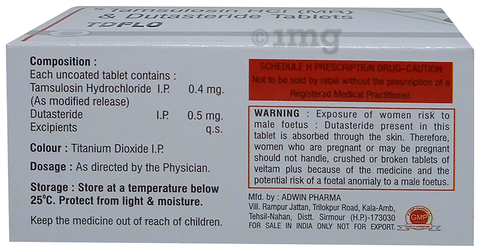 Tamsulosin HCl (MR)
& Dutasteride Tablets
TDFLO
1mg
Composition :
Each uncoated tablet contains :
Tamsulosin Hydrochloride I.P. 0.4 mg.
(As modified release)
Dutasteride I.P. 0.5 mg.
Excipients q.s.
Colour : Titanium Dioxide I.P.
Dosage : As directed by the Physician.
Storage : Store at a temperature below
25°C. Protect from light & moisture.
Keep the medicine out of reach of children.
SCHEDULE H PRESCRIPTION DRUG-CAUTION
Not to be sold by retail without the prescription of a
Registered Medical Practitioner.
WARNING : Exposure of women risk to
male foetus : Dutasteride present in this
tablet is absorbed through the skin. Therefore,
women who are pregnant or may be pregnant
should not handle, crushed or broken tablets
of veitam plus because of the medicine and the
potential risk of a foetal anomaly to a male foetus.
Mfd. by : ADWIN PHARMA
Vill. Rampur Jattan, Trilokpur Road, Kala-Amb,
Tehsil-Nahan, Distt. Sirmour (H.P.)-173030
FOR SALE IN INDIA ONLY NOT FOR EXPORT.
GMP